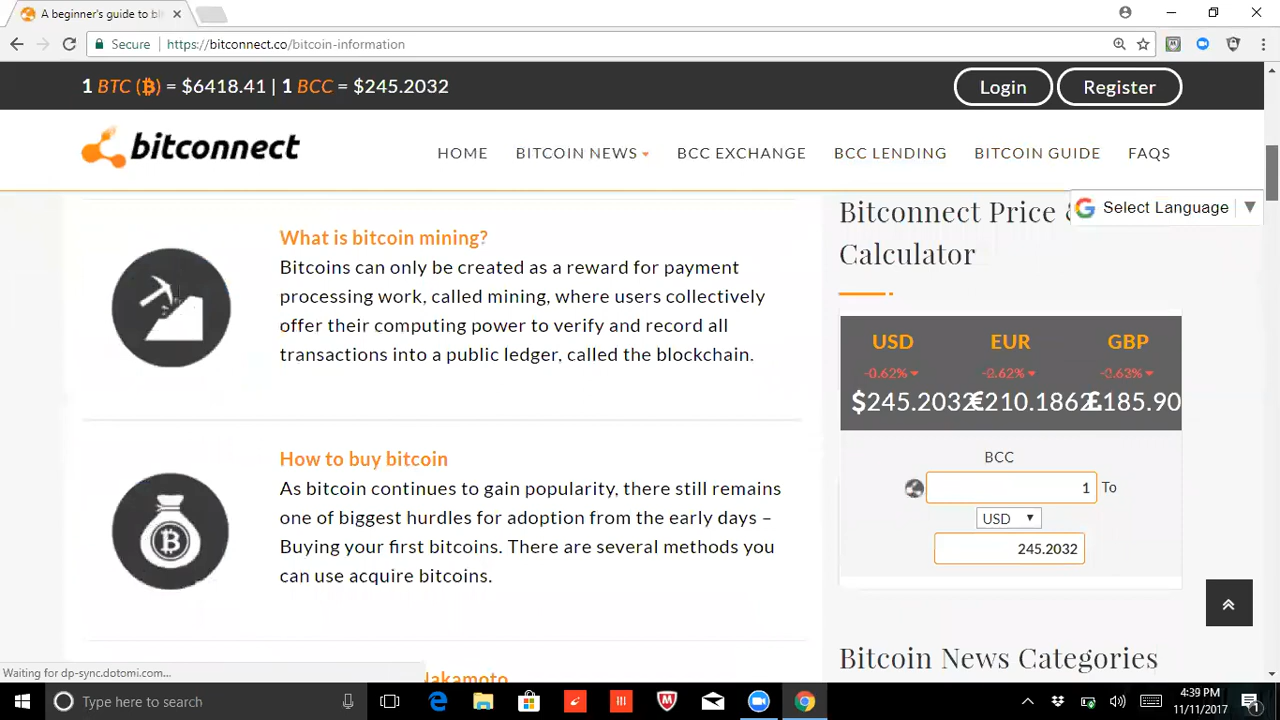 A beginner's guide to bi
Secure
https://bitconnect.co/bitcoin-information
1 BTC (₿) = $6418.41 | 1 BCC = $245.2032
Login
Register
bitconnect
HOME
BITCOIN NEWS
BCC EXCHANGE
BCC LENDING
BITCOIN GUIDE
FAQS
Select Language
What is bitcoin mining?
Bitcoins can only be created as a reward for payment
processing work, called mining, where users collectively
offer their computing power to verify and record all
transactions into a public ledger, called the blockchain.
How to buy bitcoin
As bitcoin continues to gain popularity, there still remains
one of biggest hurdles for adoption from the early days –
Buying your first bitcoins. There are several methods you
can use acquire bitcoins.
Nakamoto
Bitconnect Price &
Calculator
USD EUR GBP
-0.62% -0.62% -0.62%
$245.2032 €210.1862 £185.90
BCC
1 To
USD
245.2032
Bitcoin News Categories
Waiting for dp-sync.dotomi.com...
Type here to search
4:39 PM
11/11/2017